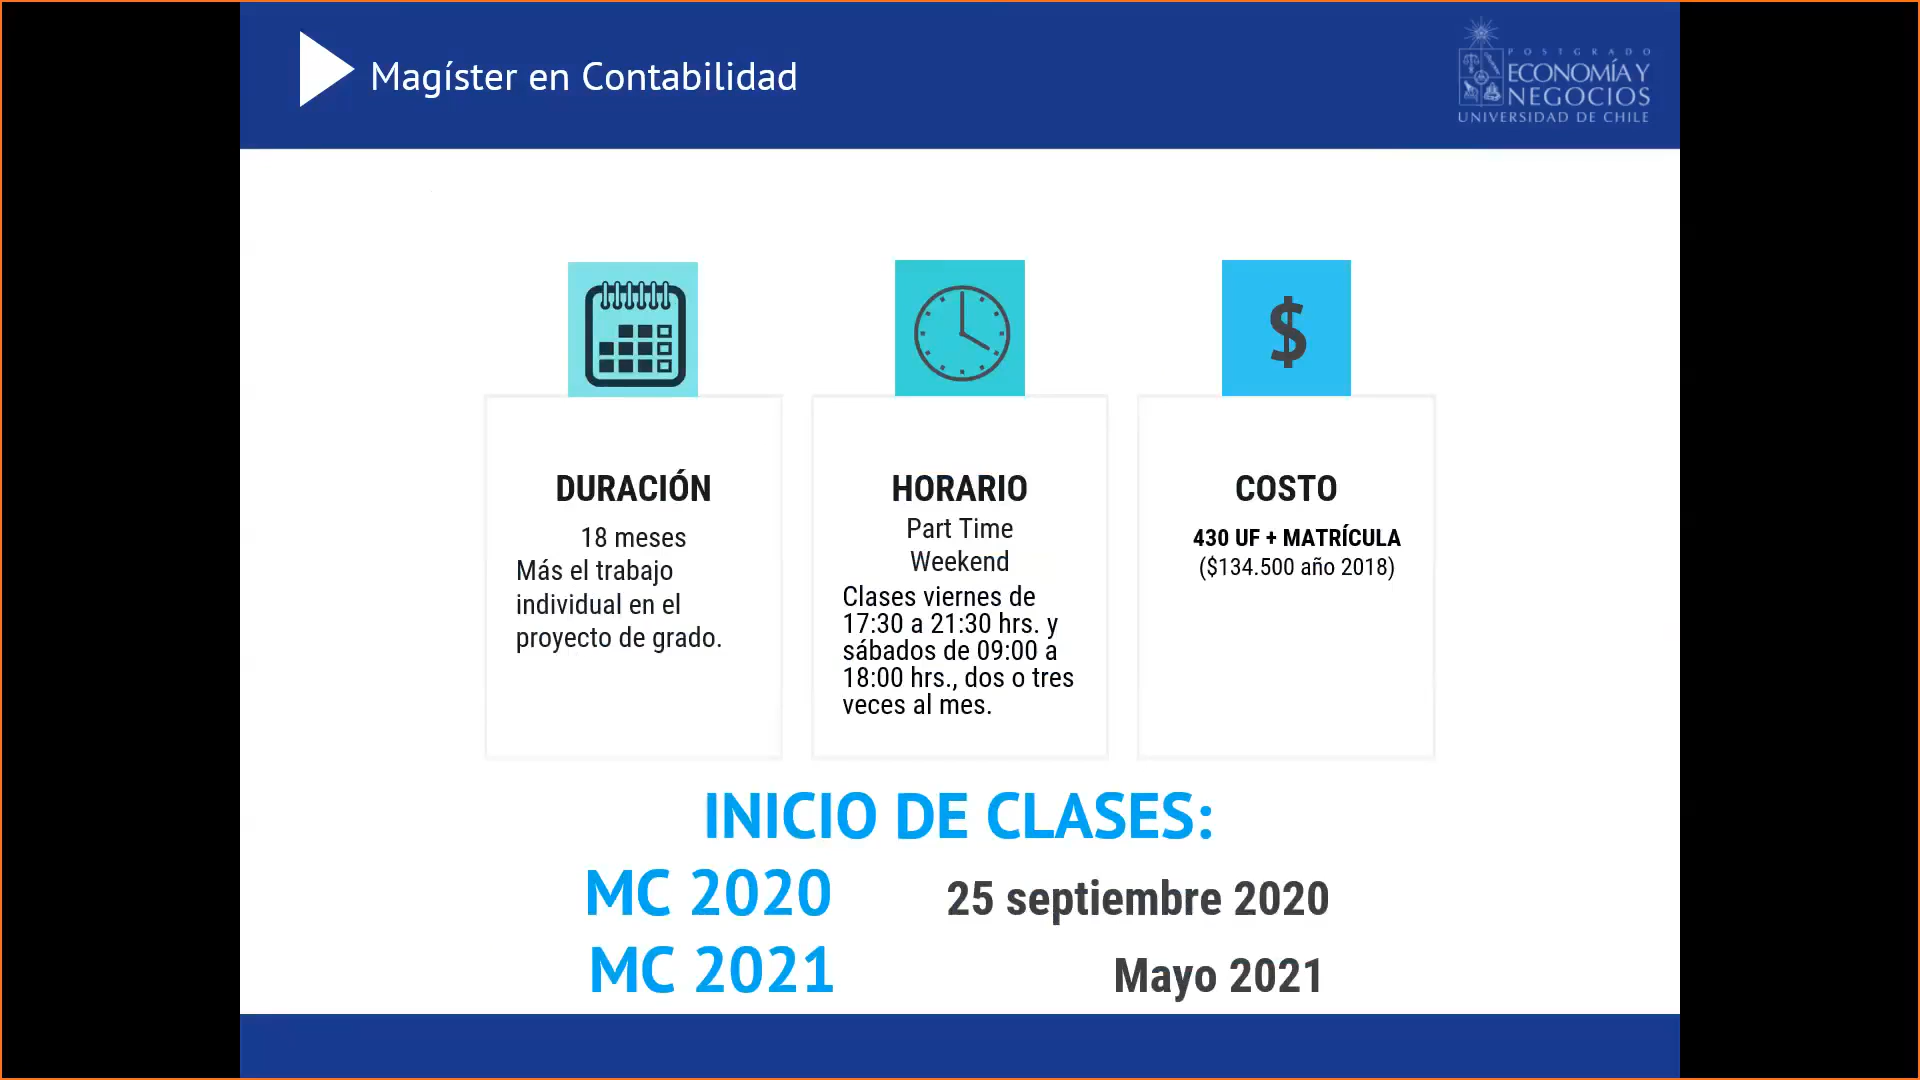 Magíster en Contabilidad
POSTGRADO
ECONOMÍA Y
NEGOCIOS
UNIVERSIDAD DE CHILE
DURACIÓN
18 meses
Más el trabajo
individual en el
proyecto de grado.
HORARIO
Part Time
Weekend
Clases viernes de
17:30 a 21:30 hrs. y
sábados de 09:00 a
18:00 hrs., dos o tres
veces al mes.
COSTO
430 UF + MATRÍCULA
($134.500 año 2018)
INICIO DE CLASES:
MC 2020 25 septiembre 2020
MC 2021 Mayo 2021